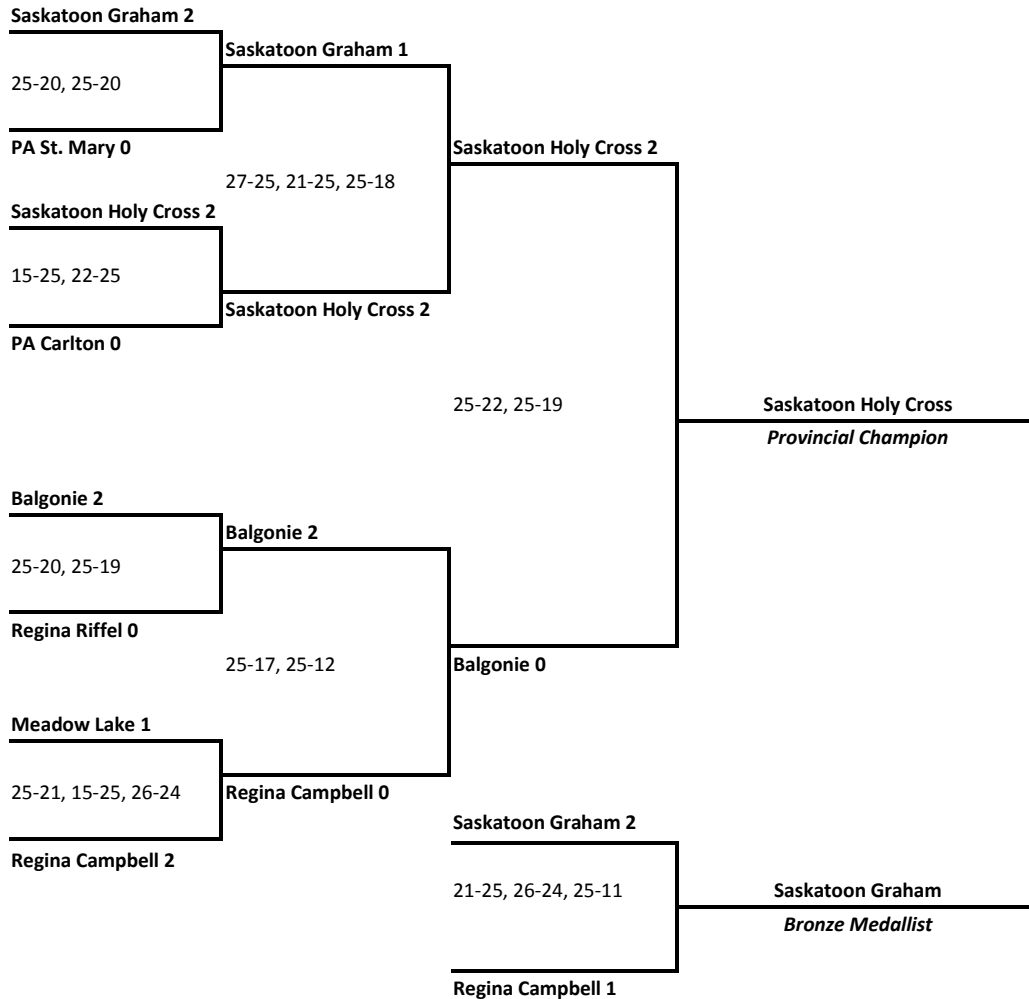 Saskatoon Graham 2
25-20, 25-20
PA St. Mary 0
Saskatoon Holy Cross 2
15-25, 22-25
PA Carlton 0
Saskatoon Graham 1
27-25, 21-25, 25-18
Saskatoon Holy Cross 2
Balgonie 2
25-20, 25-19
Regina Riffel 0
Meadow Lake 1
25-21, 15-25, 26-24
Regina Campbell 2
Balgonie 2
25-17, 25-12
Regina Campbell 0
Saskatoon Holy Cross 2
25-22, 25-19
Balgonie 0
Saskatoon Holy Cross
Provincial Champion
Saskatoon Graham 2
21-25, 26-24, 25-11
Regina Campbell 1
Saskatoon Graham
Bronze Medallist